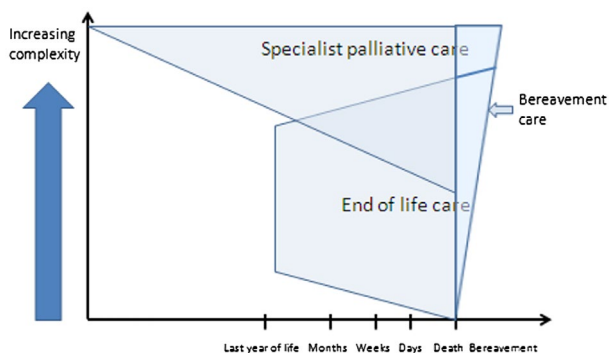 Increasing
complexity
Specialist palliative care
Bereavement
care
End of life care
Last year of life Months Weeks Days Death Bereavement